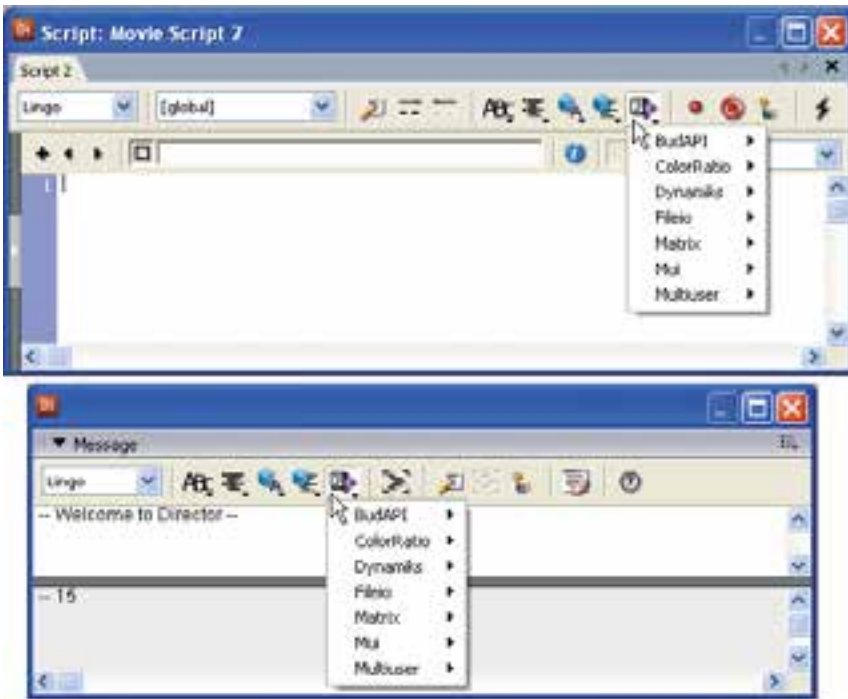 Script: Movie Script 7
Script 2
Lingo [global]
1
BudAPI
ColorRatio
Dynamiks
Fileio
Matrix
Mui
Multiuser
Message
Lingo
-- Welcome to Director --
-- 15
BudAPI
ColorRatio
Dynamiks
Fileio
Matrix
Mui
Multiuser